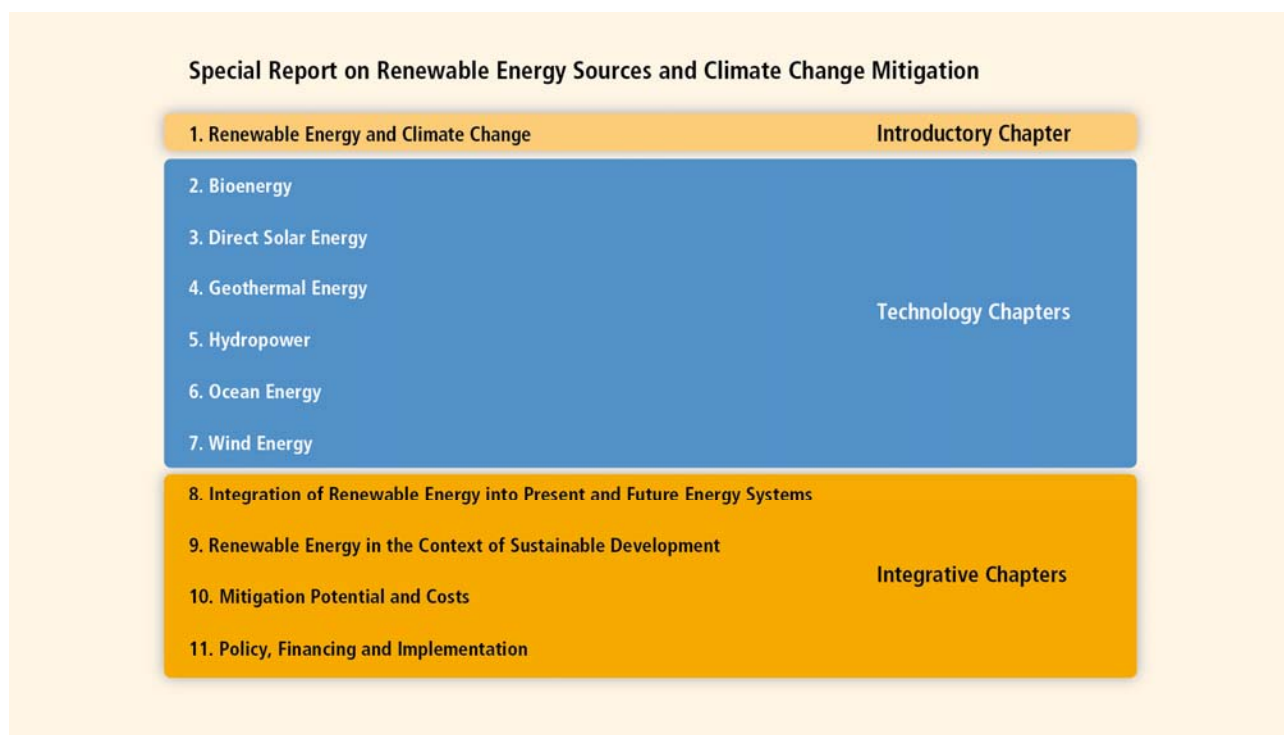 Special Report on Renewable Energy Sources and Climate Change Mitigation
1. Renewable Energy and Climate Change
Introductory Chapter
2. Bioenergy
3. Direct Solar Energy
4. Geothermal Energy
5. Hydropower
6. Ocean Energy
7. Wind Energy
Technology Chapters
8. Integration of Renewable Energy into Present and Future Energy Systems
9. Renewable Energy in the Context of Sustainable Development
10. Mitigation Potential and Costs
11. Policy, Financing and Implementation
Integrative Chapters